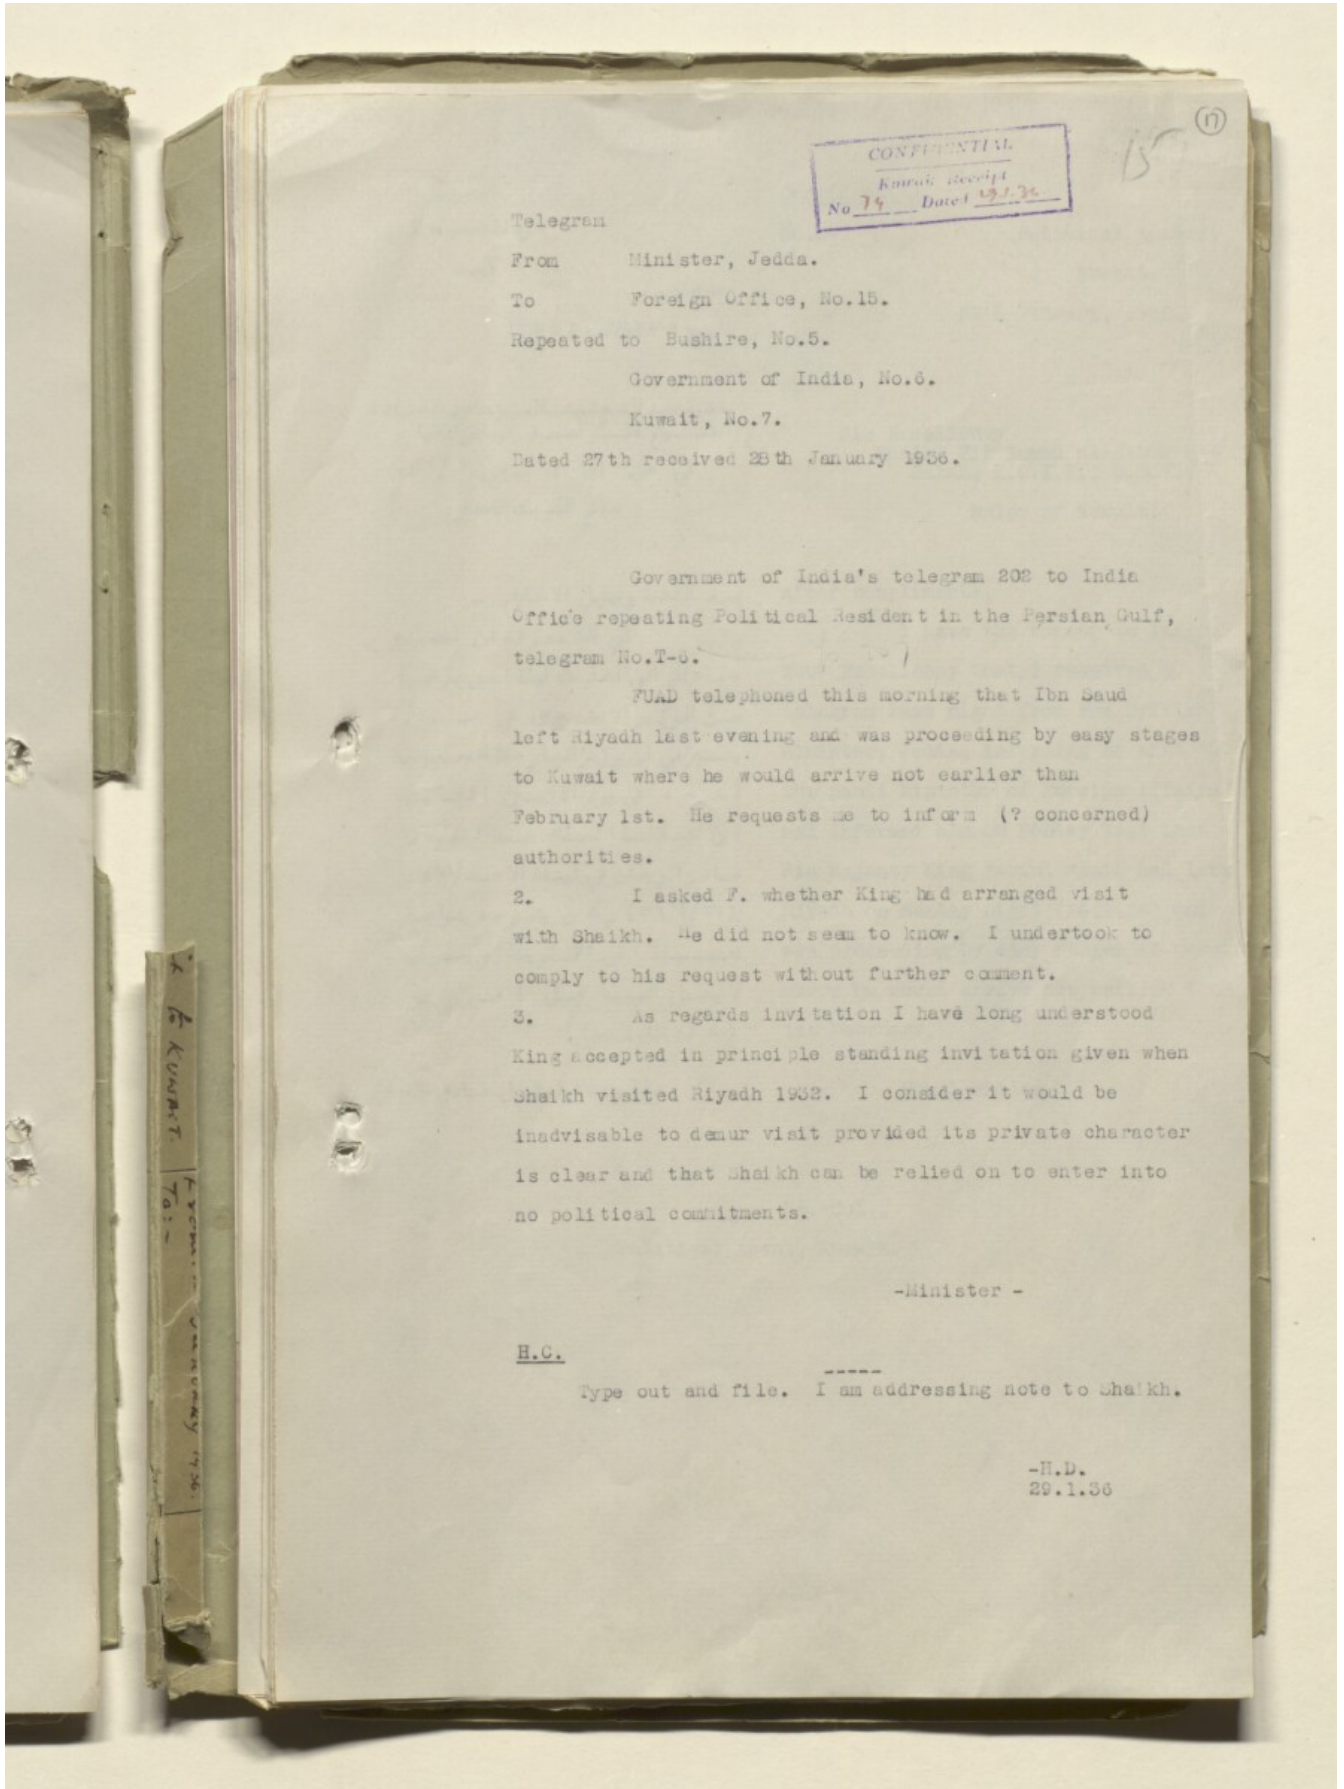 17
15
CONFIDENTIAL
Kuwait Receipt
No 74 Dated 29.1.36
Telegram
From Minister, Jedda.
To Foreign Office, No.15.
Repeated to Bushire, No.5.
Government of India, No.6.
Kuwait, No.7.
Dated 27th received 28th January 1936.
Government of India's telegram 202 to India
Office repeating Political Resident in the Persian Gulf,
telegram No.T-6.
FUAD telephoned this morning that Ibn Saud
left Riyadh last evening and was proceeding by easy stages
to Kuwait where he would arrive not earlier than
February 1st. He requests me to inform (? concerned)
authorities.
2. I asked F. whether King had arranged visit
with Shaikh. He did not seem to know. I undertook to
comply to his request without further comment.
3. As regards invitation I have long understood
King accepted in principle standing invitation given when
Shaikh visited Riyadh 1932. I consider it would be
inadvisable to demur visit provided its private character
is clear and that Shaikh can be relied on to enter into
no political commitments.
-Minister -
H.C.
-----
Type out and file. I am addressing note to Shaikh.
-H.D.
29.1.36
to KUWAIT.
To:-
January 1936.